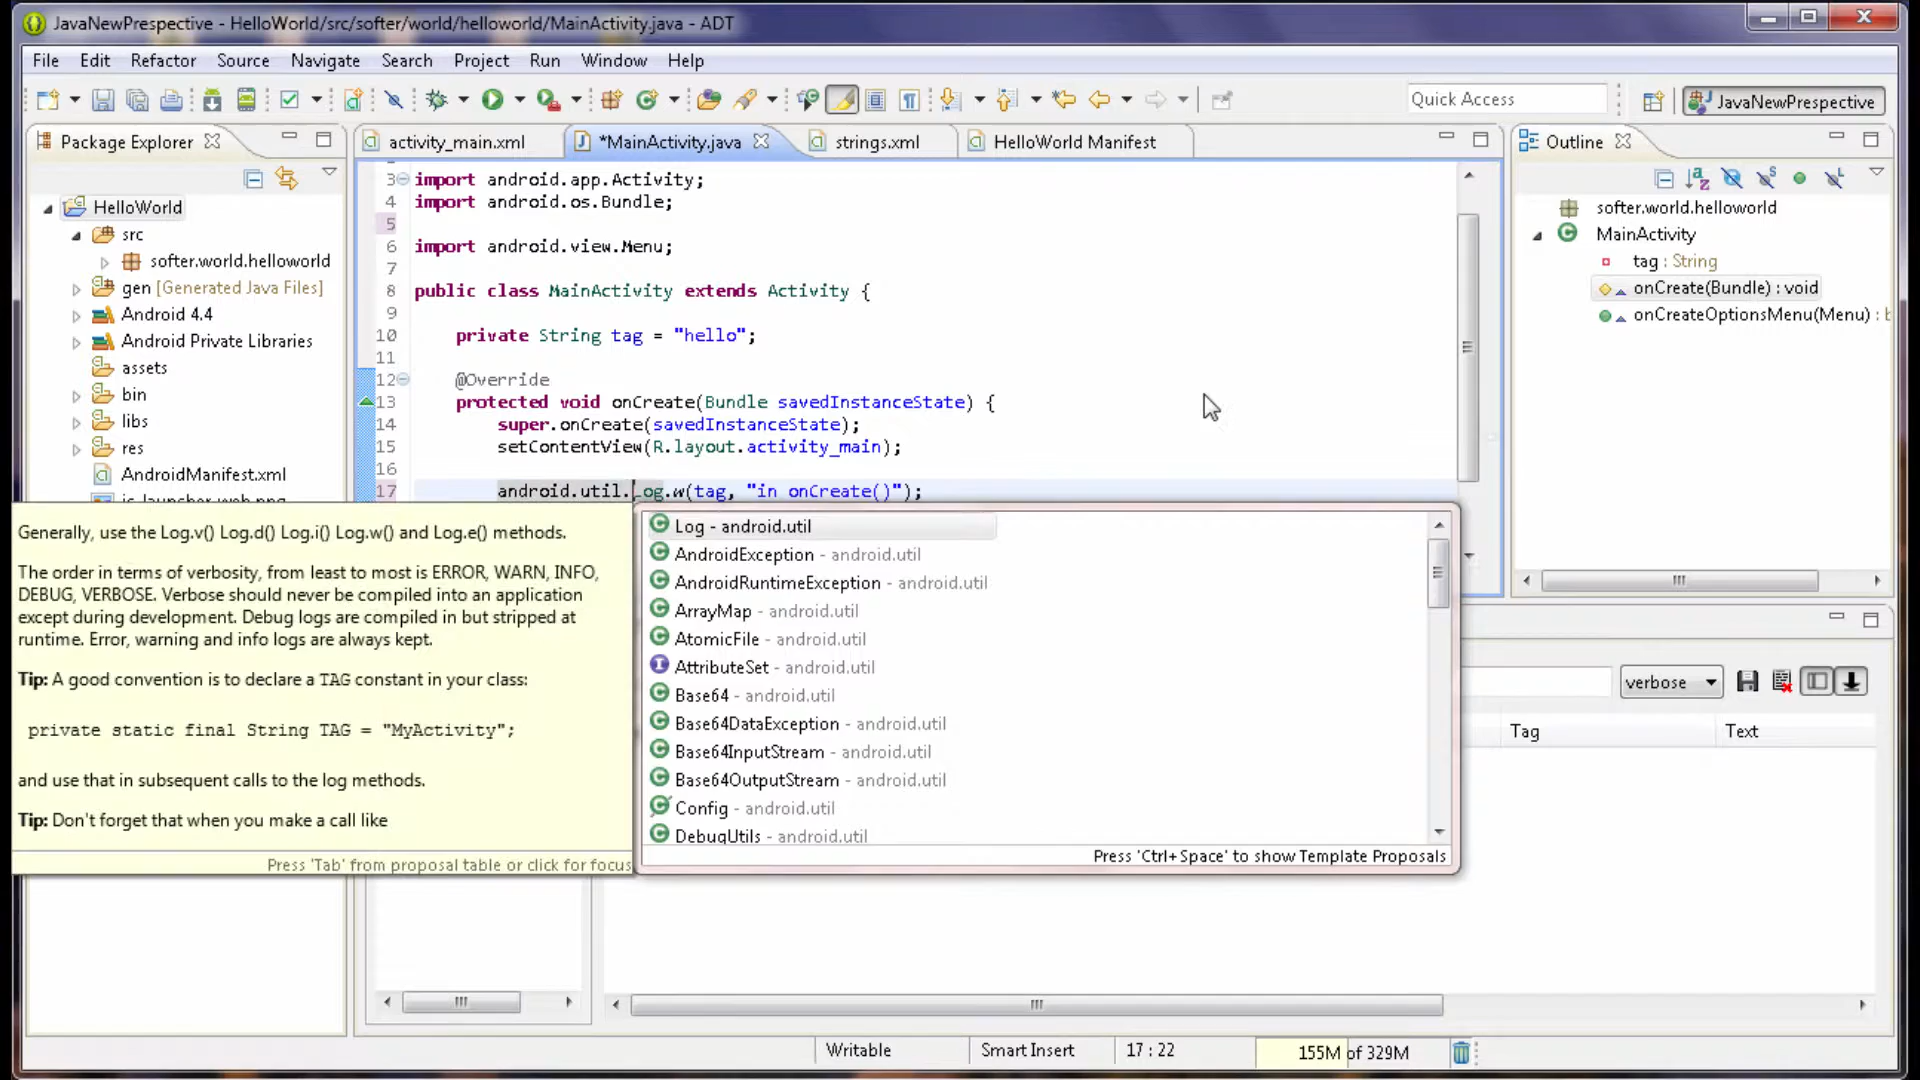 JavaNewPrespective - HelloWorld/src/softer/world/helloworld/MainActivity.java - ADT
File Edit Refactor Source Navigate Search Project Run Window Help
Quick Access
JavaNewPrespective
Package Explorer
HelloWorld
src
softer.world.helloworld
gen [Generated Java Files]
Android 4.4
Android Private Libraries
assets
bin
libs
res
AndroidManifest.xml
ic_launcher-web.png
activity_main.xml
*MainActivity.java
strings.xml
HelloWorld Manifest
3 import android.app.Activity;
4 import android.os.Bundle;
5
6 import android.view.Menu;
7
8 public class MainActivity extends Activity {
9
10 private String tag = "hello";
11
12 @Override
13 protected void onCreate(Bundle savedInstanceState) {
14 super.onCreate(savedInstanceState);
15 setContentView(R.layout.activity_main);
16
17 android.util.Log.w(tag, "in onCreate()");
Outline
softer.world.helloworld
MainActivity
tag : String
onCreate(Bundle) : void
onCreateOptionsMenu(Menu) : b
Generally, use the Log.v() Log.d() Log.i() Log.w() and Log.e() methods.
The order in terms of verbosity, from least to most is ERROR, WARN, INFO,
DEBUG, VERBOSE. Verbose should never be compiled into an application
except during development. Debug logs are compiled in but stripped at
runtime. Error, warning and info logs are always kept.
Tip: A good convention is to declare a TAG constant in your class:
private static final String TAG = "MyActivity";
and use that in subsequent calls to the log methods.
Tip: Don't forget that when you make a call like
Press 'Tab' from proposal table or click for focus
Log - android.util
AndroidException - android.util
AndroidRuntimeException - android.util
ArrayMap - android.util
AtomicFile - android.util
AttributeSet - android.util
Base64 - android.util
Base64DataException - android.util
Base64InputStream - android.util
Base64OutputStream - android.util
Config - android.util
DebugUtils - android.util
Press 'Ctrl+Space' to show Template Proposals
verbose
Tag Text
Writable Smart Insert 17 : 22 155M of 329M